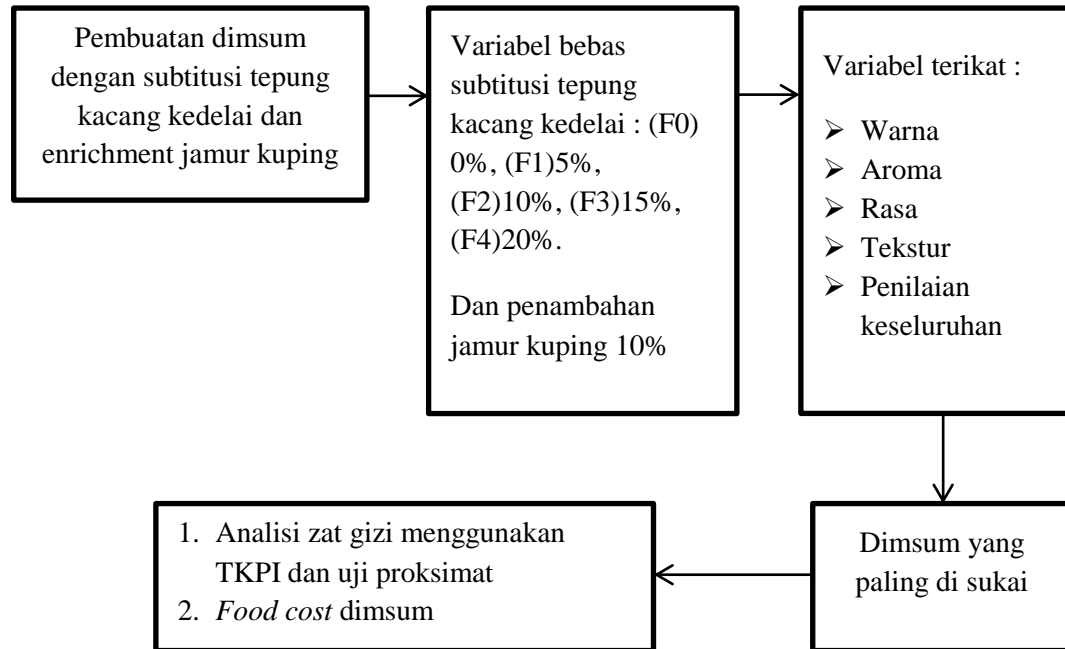 Pembuatan dimsum
dengan subtitusi tepung
kacang kedelai dan
enrichment jamur kuping
Variabel bebas
subtitusi tepung
kacang kedelai : (F0)
0%, (F1)5%,
(F2)10%, (F3)15%,
(F4)20%.
Dan penambahan
jamur kuping 10%
Variabel terikat :
➢ Warna
➢ Aroma
➢ Rasa
➢ Tekstur
➢ Penilaian
keseluruhan
Dimsum yang
paling di sukai
1. Analisi zat gizi menggunakan
TKPI dan uji proksimat
2. Food cost dimsum